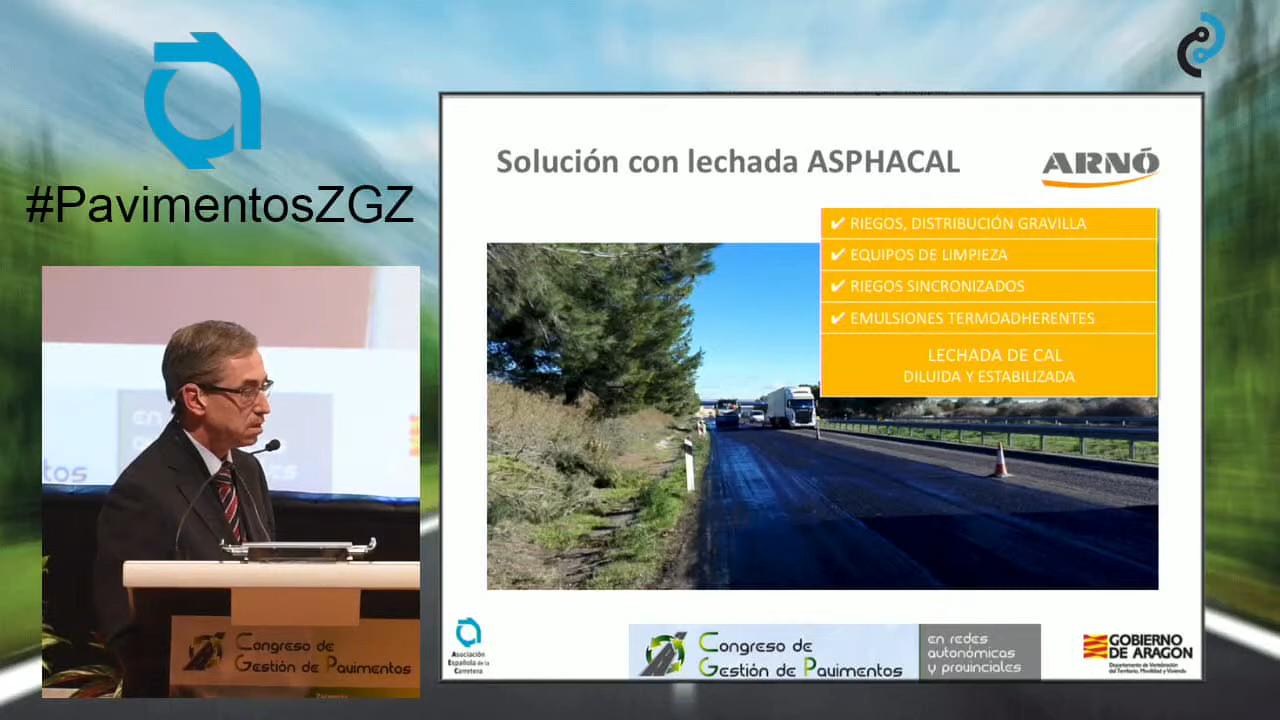 #PavimentosZGZ
Solución con lechada ASPHACAL
ARNÓ
✔ RIEGOS, DISTRIBUCIÓN GRAVILLA
✔ EQUIPOS DE LIMPIEZA
✔ RIEGOS SINCRONIZADOS
✔ EMULSIONES TERMOADHERENTES
LECHADA DE CAL
DILUIDA Y ESTABILIZADA
en
tos
Congreso de
Gestión de Pavimentos
Asociación
Española de la
Carretera
Congreso de
Gestión de Pavimentos
en redes
autonómicas
y provinciales
GOBIERNO
DE ARAGON
Departamento de Vertebración
del Territorio, Movilidad y Vivienda